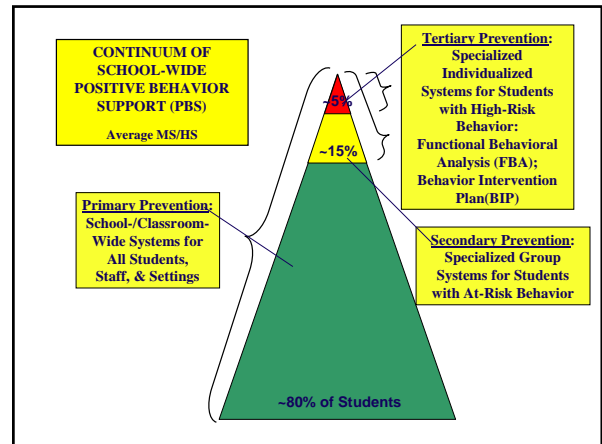 CONTINUUM OF
SCHOOL-WIDE
POSITIVE BEHAVIOR
SUPPORT (PBS)
Average MS/HS
Tertiary Prevention:
Specialized
Individualized
Systems for Students
with High-Risk
Behavior:
Functional Behavioral
Analysis (FBA);
Behavior Intervention
Plan(BIP)
~5%
~15%
Primary Prevention:
School-/Classroom-
Wide Systems for
All Students,
Staff, & Settings
Secondary Prevention:
Specialized Group
Systems for Students
with At-Risk Behavior
~80% of Students